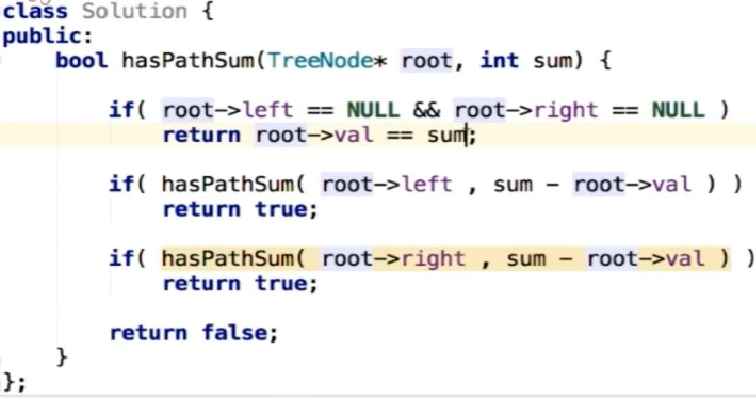 class Solution {
public:
    bool hasPathSum(TreeNode* root, int sum) {

        if( root->left == NULL && root->right == NULL )
            return root->val == sum;

        if( hasPathSum( root->left , sum - root->val ) )
            return true;

        if( hasPathSum( root->right , sum - root->val ) )
            return true;

        return false;
    }
};